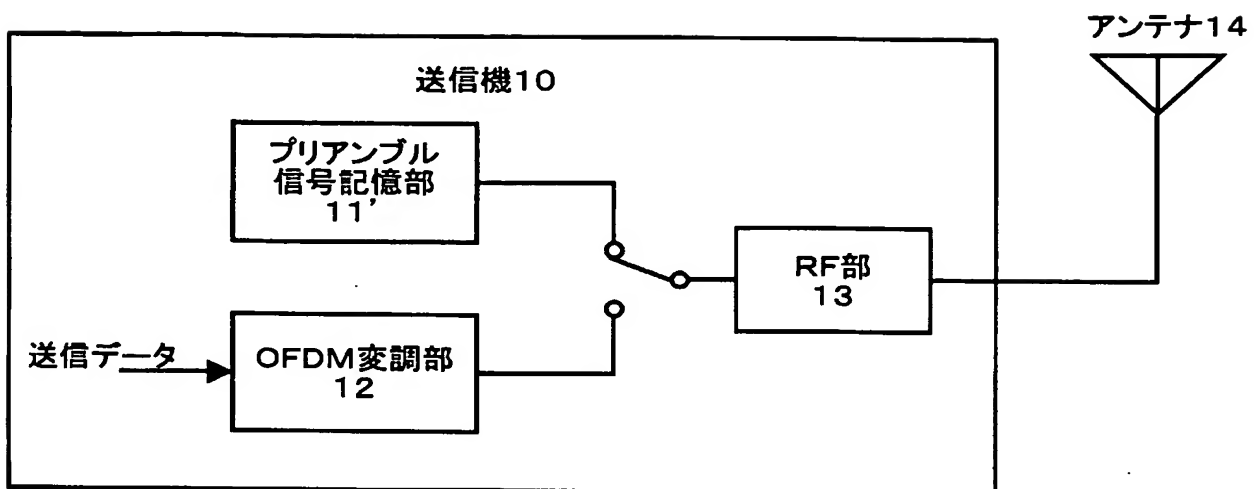 アンテナ14
送信機10
プリアンブル
信号記憶部
11'
RF部
13
送信データ
OFDM変調部
12